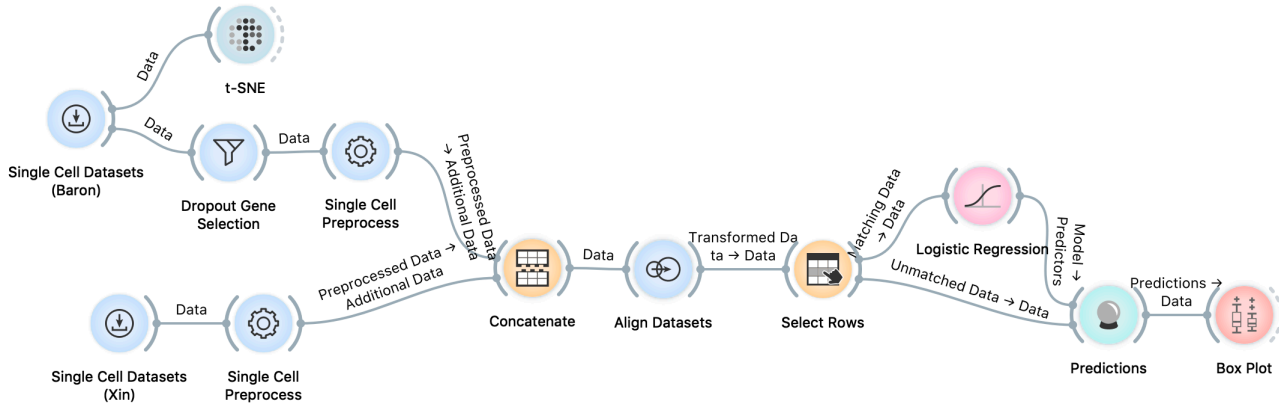 Data
t-SNE
Data
Single Cell Datasets
(Baron)
Dropout Gene
Selection
Data
Single Cell
Preprocess
Preprocessed Data
→ Additional Data
Preprocessed Data →
Additional Data
Single Cell Datasets
(Xin)
Data
Single Cell
Preprocess
Concatenate
Data
Align Datasets
Transformed Da
ta → Data
Select Rows
Matching Data
→ Data
Logistic Regression
Unmatched Data → Data
Model →
Predictors
Predictions
Predictions →
Data
Box Plot